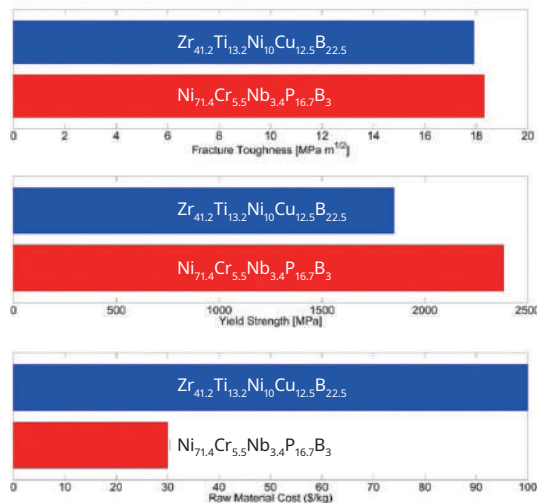 Zr41.2Ti13.2Ni10Cu12.5B22.5
Ni71.4Cr5.5Nb3.4P16.7B3
0 2 4 6 8 10 12 14 16 18 20
Fracture Toughness [MPa m1/2]
Zr41.2Ti13.2Ni10Cu12.5B22.5
Ni71.4Cr5.5Nb3.4P16.7B3
0 500 1000 1500 2000 2500
Yield Strength [MPa]
Zr41.2Ti13.2Ni10Cu12.5B22.5
Ni71.4Cr5.5Nb3.4P16.7B3
0 10 20 30 40 50 60 70 80 90 100
Raw Material Cost ($/kg)